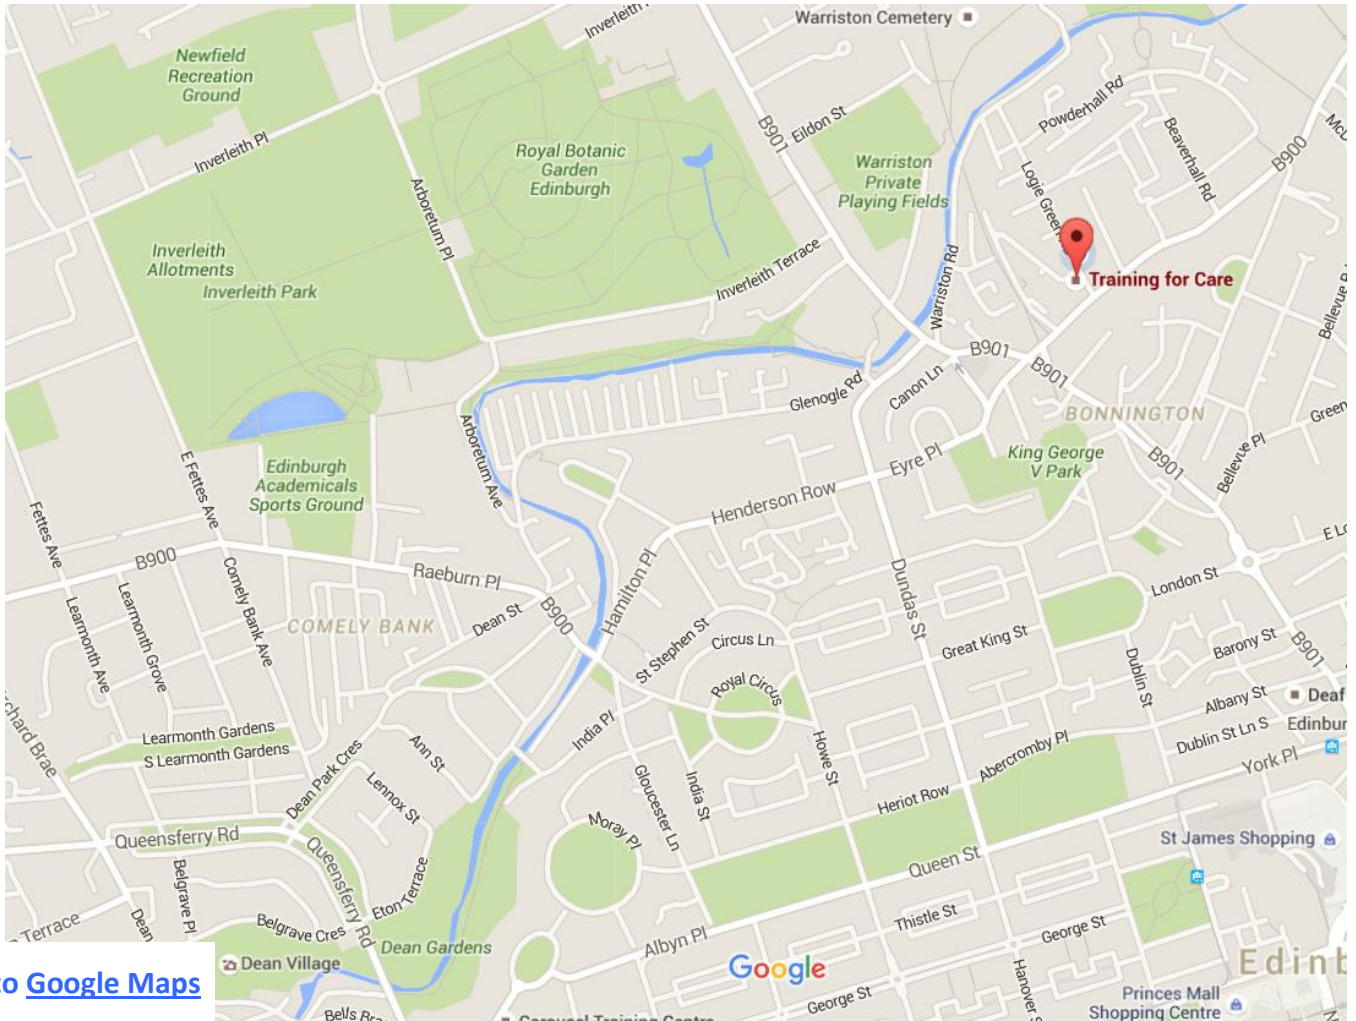 Warriston Cemetery
Inverleith
Newfield
Recreation
Ground
Powderhall Rd
Eildon St
B901
Beaverhall Rd
B900
Inverleith Pl
Royal Botanic
Garden
Edinburgh
Warriston
Private
Playing Fields
Logie Green
Arboretum Pl
Inverleith
Allotments
Inverleith Park
Inverleith Terrace
Warriston Rd
Training for Care
Bellevue
B901
B901
Glenogle Rd
Canon Ln
BONNINGTON
Green
Arboretum Ave
E Fettes Ave
Edinburgh
Academicals
Sports Ground
Eyre Pl
King George
V Park
B901
Bellevue Pl
Henderson Row
Fettes Ave
B900
Raeburn Pl
Hamilton Pl
Dundas St
London St
Learmonth Ave
Learmonth Grove
Comely Bank Ave
COMELY BANK
Dean St
B900
St Stephen St
Circus Ln
Great King St
Dublin St
Barony St
B901
Royal Circus
Albany St
Deaf
Edinbur
Dublin St Ln S
York Pl
Learmonth Gardens
S Learmonth Gardens
Ann St
India Pl
Howe St
Abercromby Pl
Dean Park Cres
Lennox St
Gloucester Ln
India St
Heriot Row
Moray Pl
Queen St
St James Shopping
Queensferry Rd
Queensferry Rd
Belgrave Pl
Eton Terrace
Belgrave Cres
Dean Gardens
Thistle St
George St
Albyn Pl
Terrace
Dean
Dean Village
to Google Maps
Google
George St
Hanover
Princes Mall
Shopping Centre